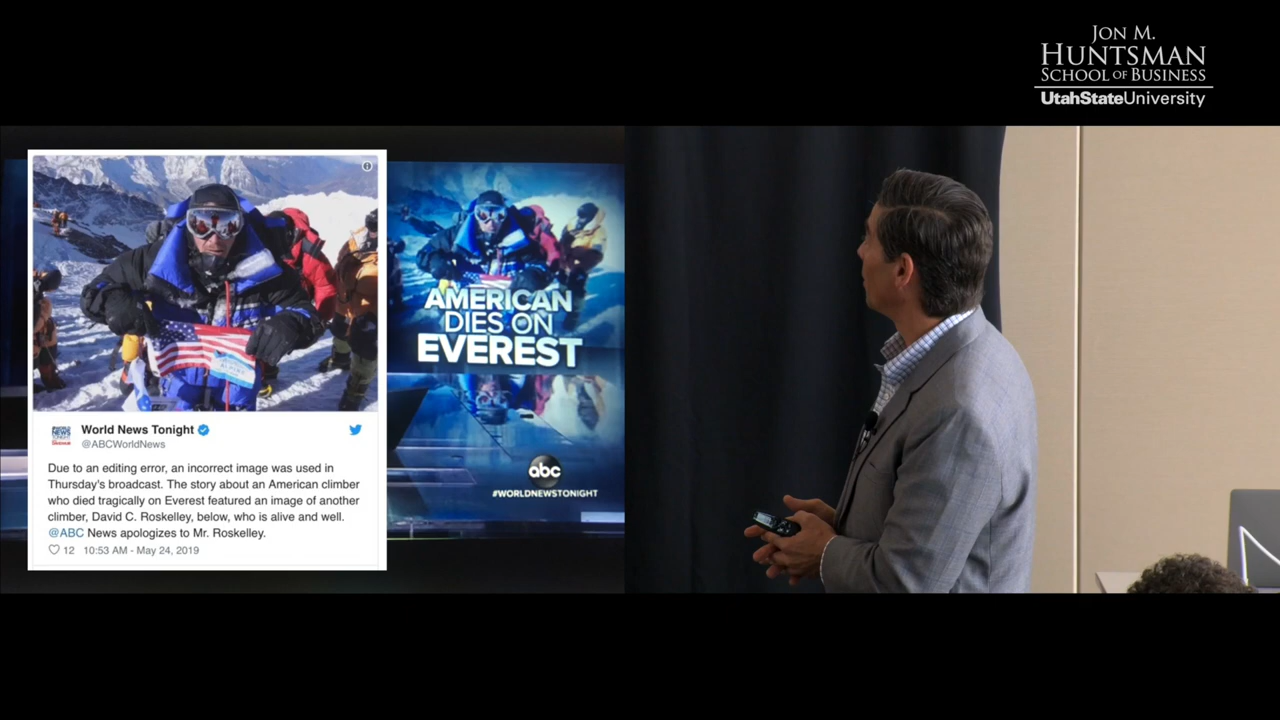 JON M.
HUNTSMAN
SCHOOL OF BUSINESS
UtahStateUniversity
AMERICAN
DIES ON
EVEREST
abc
#WORLDNEWSTONIGHT
World News Tonight
@ABCWorldNews
Due to an editing error, an incorrect image was used in
Thursday's broadcast. The story about an American climber
who died tragically on Everest featured an image of another
climber, David C. Roskelley, below, who is alive and well.
@ABC News apologizes to Mr. Roskelley.
12 10:53 AM - May 24, 2019